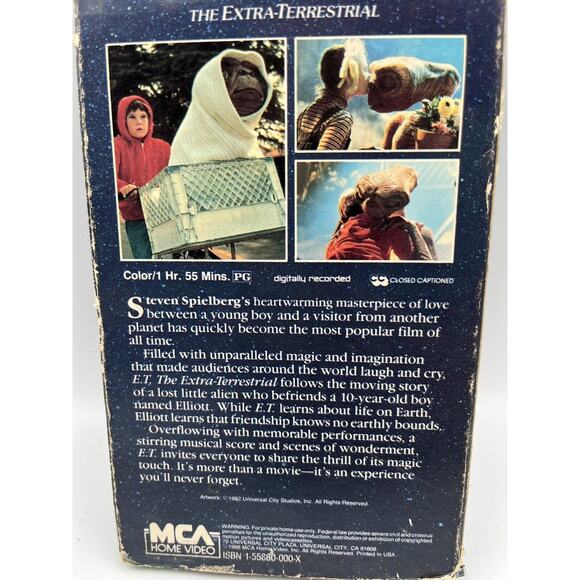 THE EXTRA-TERRESTRIAL
Color/1 Hr. 55 Mins. PG digitally recorded CC CLOSED CAPTIONED
Steven Spielberg's heartwarming masterpiece of love
between a young boy and a visitor from another
planet has quickly become the most popular film of
all time.
Filled with unparalleled magic and imagination
that made audiences around the world laugh and cry,
E.T. The Extra-Terrestrial follows the moving story
of a lost little alien who befriends a 10-year-old boy
named Elliott. While E.T. learns about life on Earth,
Elliott learns that friendship knows no earthly bounds.
Overflowing with memorable performances, a
stirring musical score and scenes of wonderment,
E.T. invites everyone to share the thrill of its magic
touch. It's more than a movie—it's an experience
you'll never forget.
Artwork: ©1982 Universal City Studios, Inc. All Rights Reserved.
MCA
HOME VIDEO
WARNING: For private home use only. Federal law provides severe civil and criminal
penalties for the unauthorized reproduction, distribution or exhibition of copyrighted
motion pictures and videocassettes.
70 UNIVERSAL CITY PLAZA, UNIVERSAL CITY, CA 91608
©1988 MCA Home Video, Inc. All Rights Reserved. Printed in USA
ISBN 1-55880-000-X